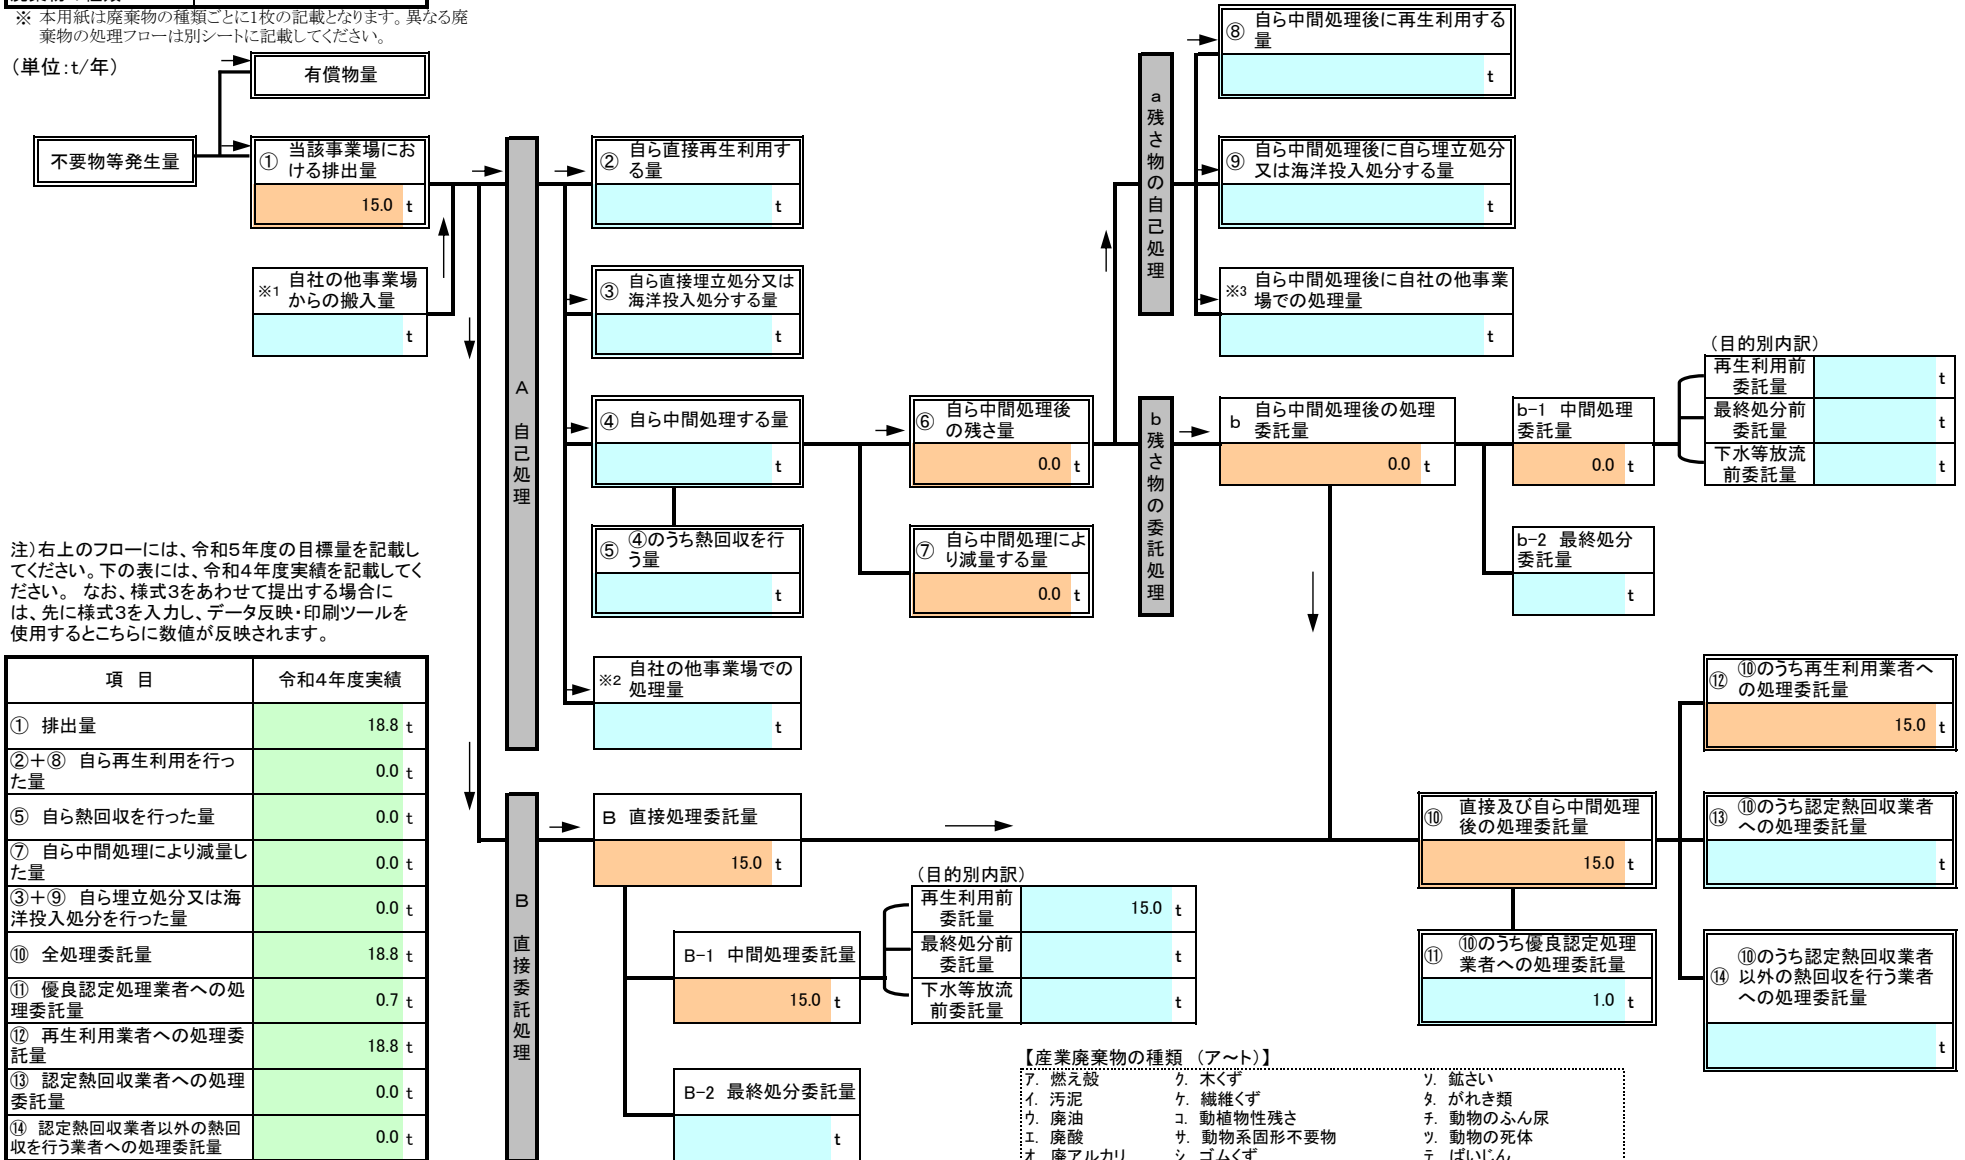 ※ 本用紙は廃棄物の種類ごとに1枚の記載となります。異なる廃
棄物の処理フローは別シートに記載してください。
(単位:t/年)
有償物量
不要物等発生量
① 当該事業場にお
ける排出量
15.0 t
※1 自社の他事業場
からの搬入量
t
A 自己処理
② 自ら直接再生利用す
る量
t
③ 自ら直接埋立処分又は
海洋投入処分する量
t
④ 自ら中間処理する量
t
⑤ ④のうち熱回収を行
う量
t
※2 自社の他事業場での
処理量
t
⑥ 自ら中間処理後
の残さ量
0.0 t
⑦ 自ら中間処理によ
り減量する量
0.0 t
a 残さ物の自己処理
⑧ 自ら中間処理後に再生利用する
量
t
⑨ 自ら中間処理後に自ら埋立処分
又は海洋投入処分する量
t
※3 自ら中間処理後に自社の他事業
場での処理量
t
b 残さ物の委託処理
b 自ら中間処理後の処理
委託量
0.0 t
b-1 中間処理
委託量
0.0 t
b-2 最終処分
委託量
t
(目的別内訳)
再生利用前
委託量
t
最終処分前
委託量
t
下水等放流
前委託量
t
注)右上のフローには、令和5年度の目標量を記載し
てください。下の表には、令和4年度実績を記載してく
ださい。 なお、様式3をあわせて提出する場合に
は、先に様式3を入力し、データ反映・印刷ツールを
使用するとこちらに数値が反映されます。
項 目 令和4年度実績
① 排出量 18.8 t
②+⑧ 自ら再生利用を行っ
た量 0.0 t
⑤ 自ら熱回収を行った量 0.0 t
⑦ 自ら中間処理により減量し
た量 0.0 t
③+⑨ 自ら埋立処分又は海
洋投入処分を行った量 0.0 t
⑩ 全処理委託量 18.8 t
⑪ 優良認定処理業者への処
理委託量 0.7 t
⑫ 再生利用業者への処理委
託量 18.8 t
⑬ 認定熱回収業者への処理
委託量 0.0 t
⑭ 認定熱回収業者以外の熱回
収を行う業者への処理委託量 0.0 t
B 直接委託処理
B 直接処理委託量
15.0 t
B-1 中間処理委託量
15.0 t
B-2 最終処分委託量
t
(目的別内訳)
再生利用前
委託量
15.0 t
最終処分前
委託量
t
下水等放流
前委託量
t
⑩ 直接及び自ら中間処理
後の処理委託量
15.0 t
⑪ ⑩のうち優良認定処理
業者への処理委託量
1.0 t
⑫ ⑩のうち再生利用業者へ
の処理委託量
15.0 t
⑬ ⑩のうち認定熱回収業者
への処理委託量
t
⑭ ⑩のうち認定熱回収業者
以外の熱回収を行う業者
への処理委託量
t
【産業廃棄物の種類 (ア~ト)】
ア. 燃え殻 ク. 木くず ソ. 鉱さい
イ. 汚泥 ケ. 繊維くず タ. がれき類
ウ. 廃油 コ. 動植物性残さ チ. 動物のふん尿
エ. 廃酸 サ. 動物系固形不要物 ツ. 動物の死体
オ. 廃アルカリ シ. ゴムくず テ. ばいじん